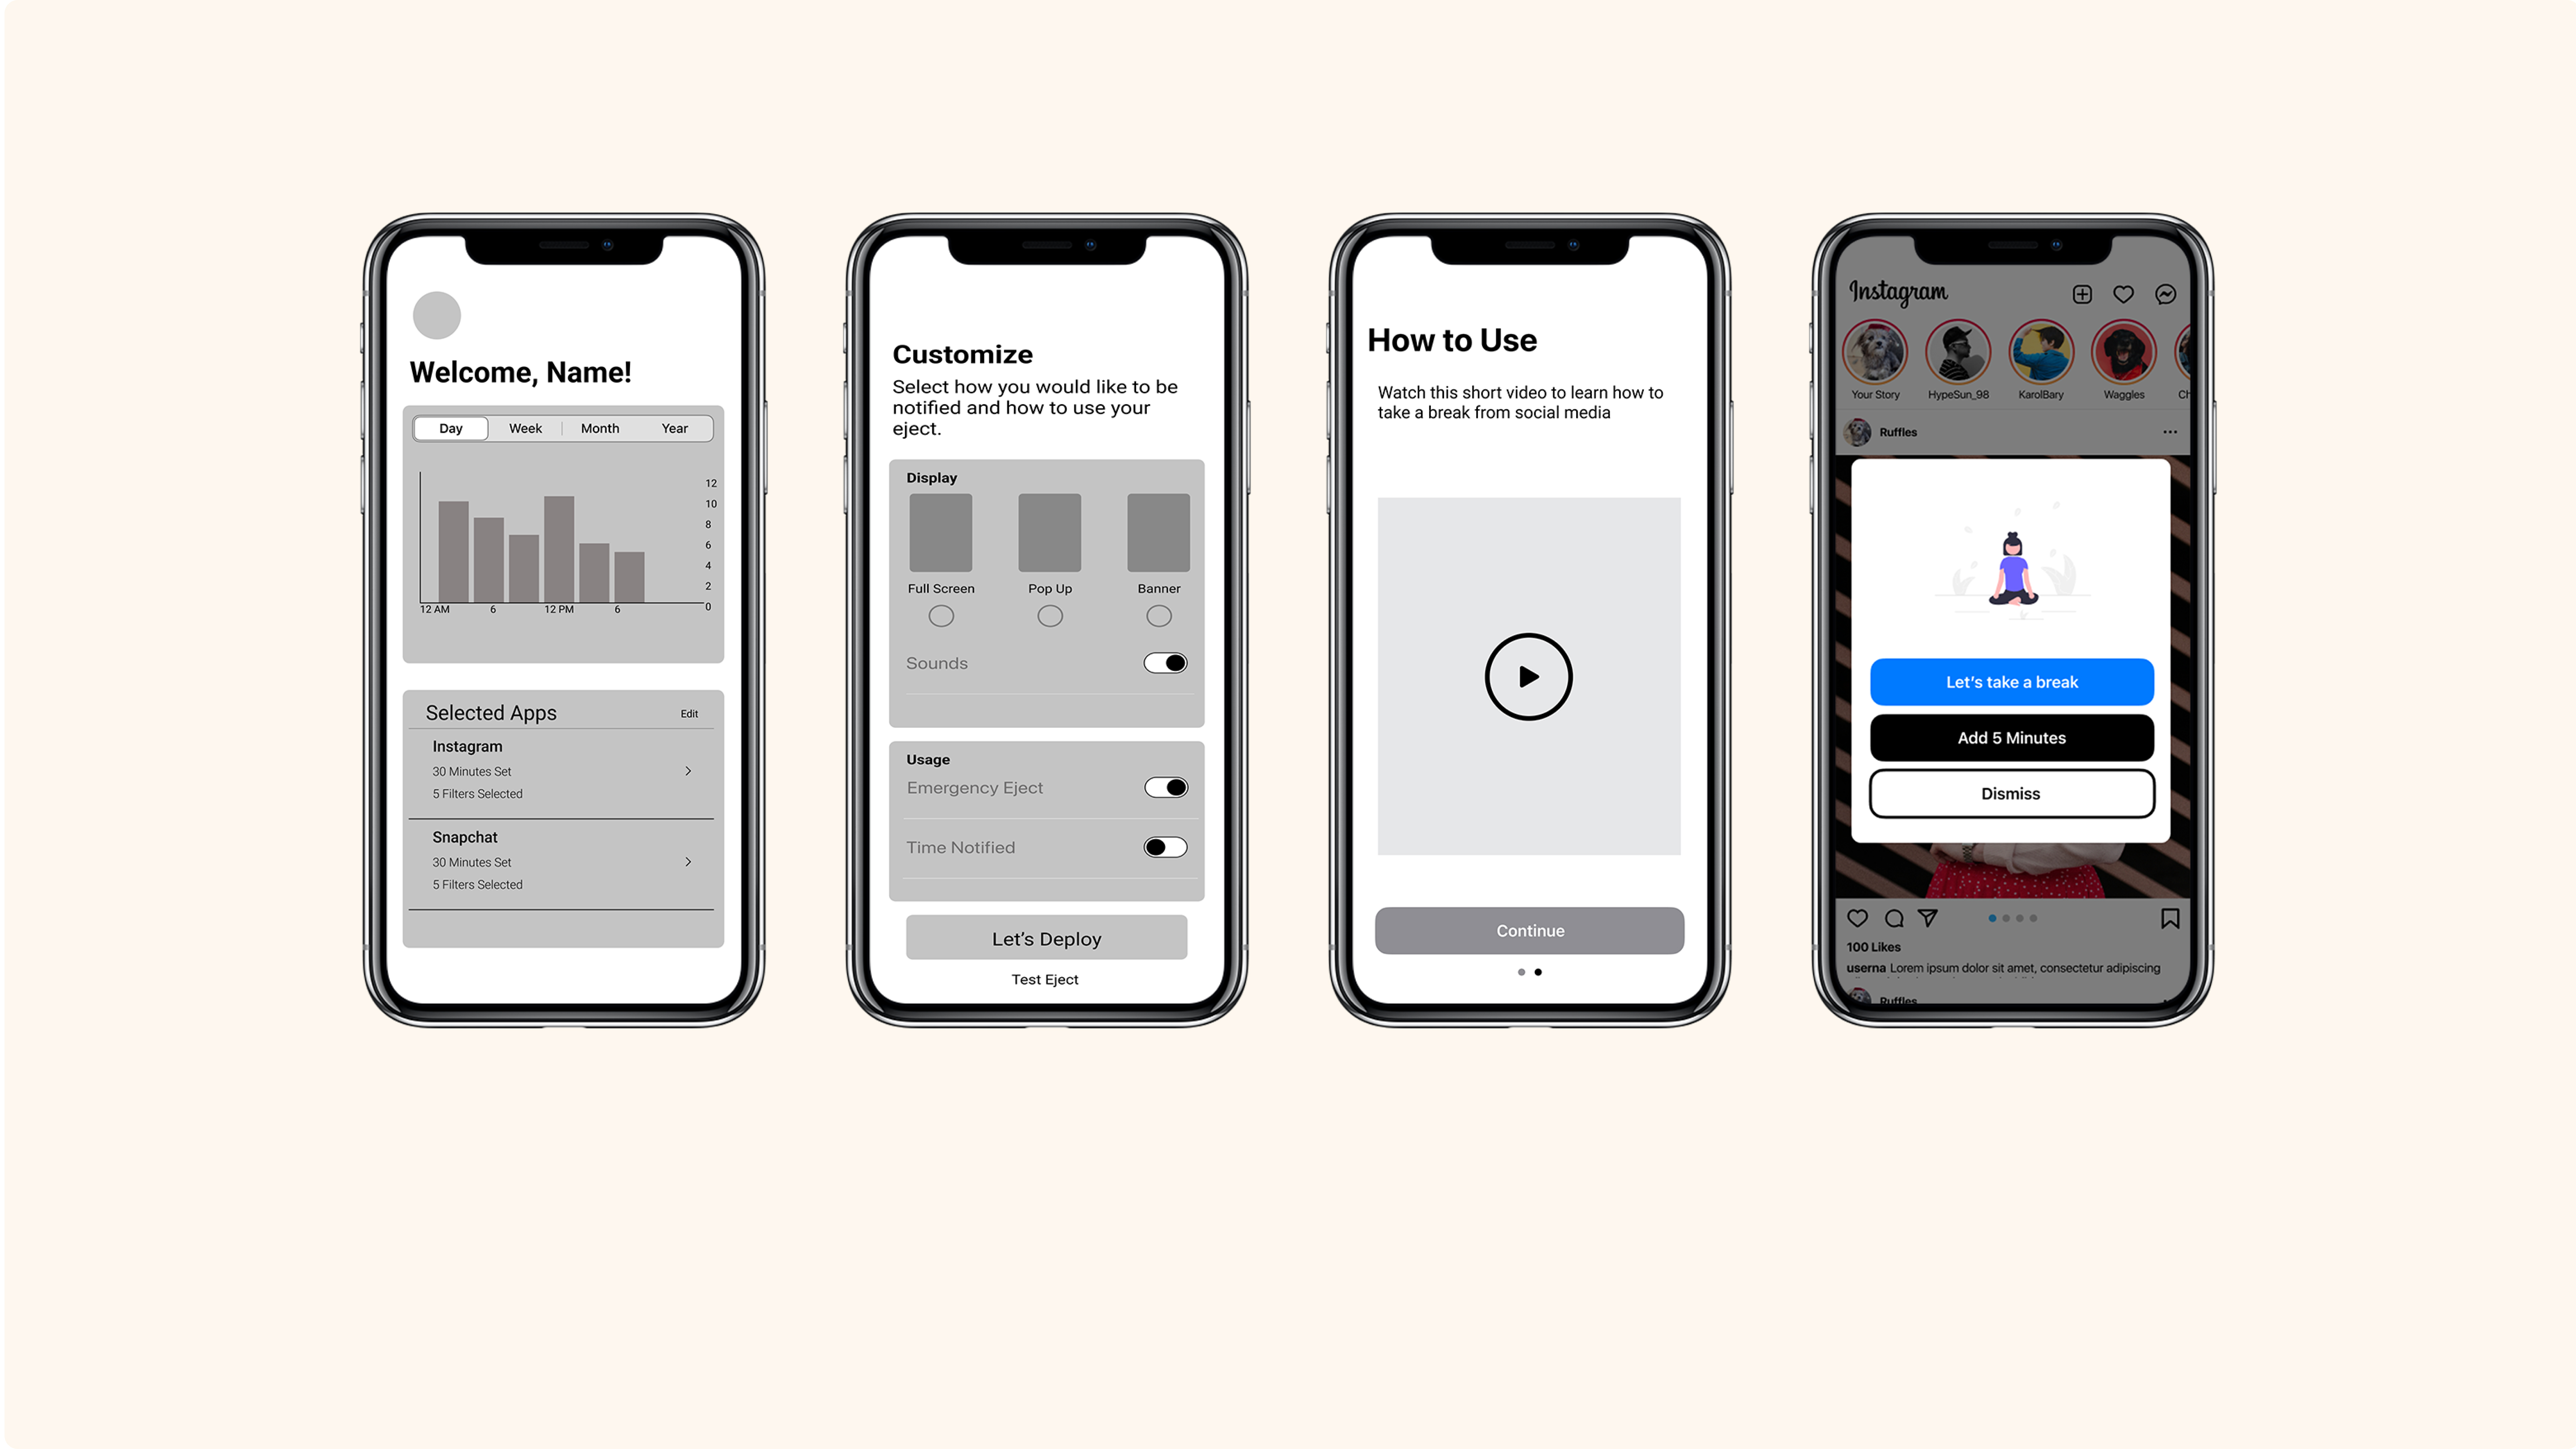 Welcome, Name!
Day Week Month Year
12
10
8
6
4
2
0
12 AM 6 12 PM 6
Selected Apps Edit
Instagram
30 Minutes Set
5 Filters Selected
Snapchat
30 Minutes Set
5 Filters Selected
Customize
Select how you would like to be
notified and how to use your
eject.
Display
Full Screen Pop Up Banner
Sounds
Usage
Emergency Eject
Time Notified
Let's Deploy
Test Eject
How to Use
Watch this short video to learn how to
take a break from social media
Continue
Instagram
Your Story HypeSun_98 KarolBary Waggles Ch
Ruffles
Let's take a break
Add 5 Minutes
Dismiss
100 Likes
userna Lorem ipsum dolor sit amet, consectetur adipiscing
Ruffles